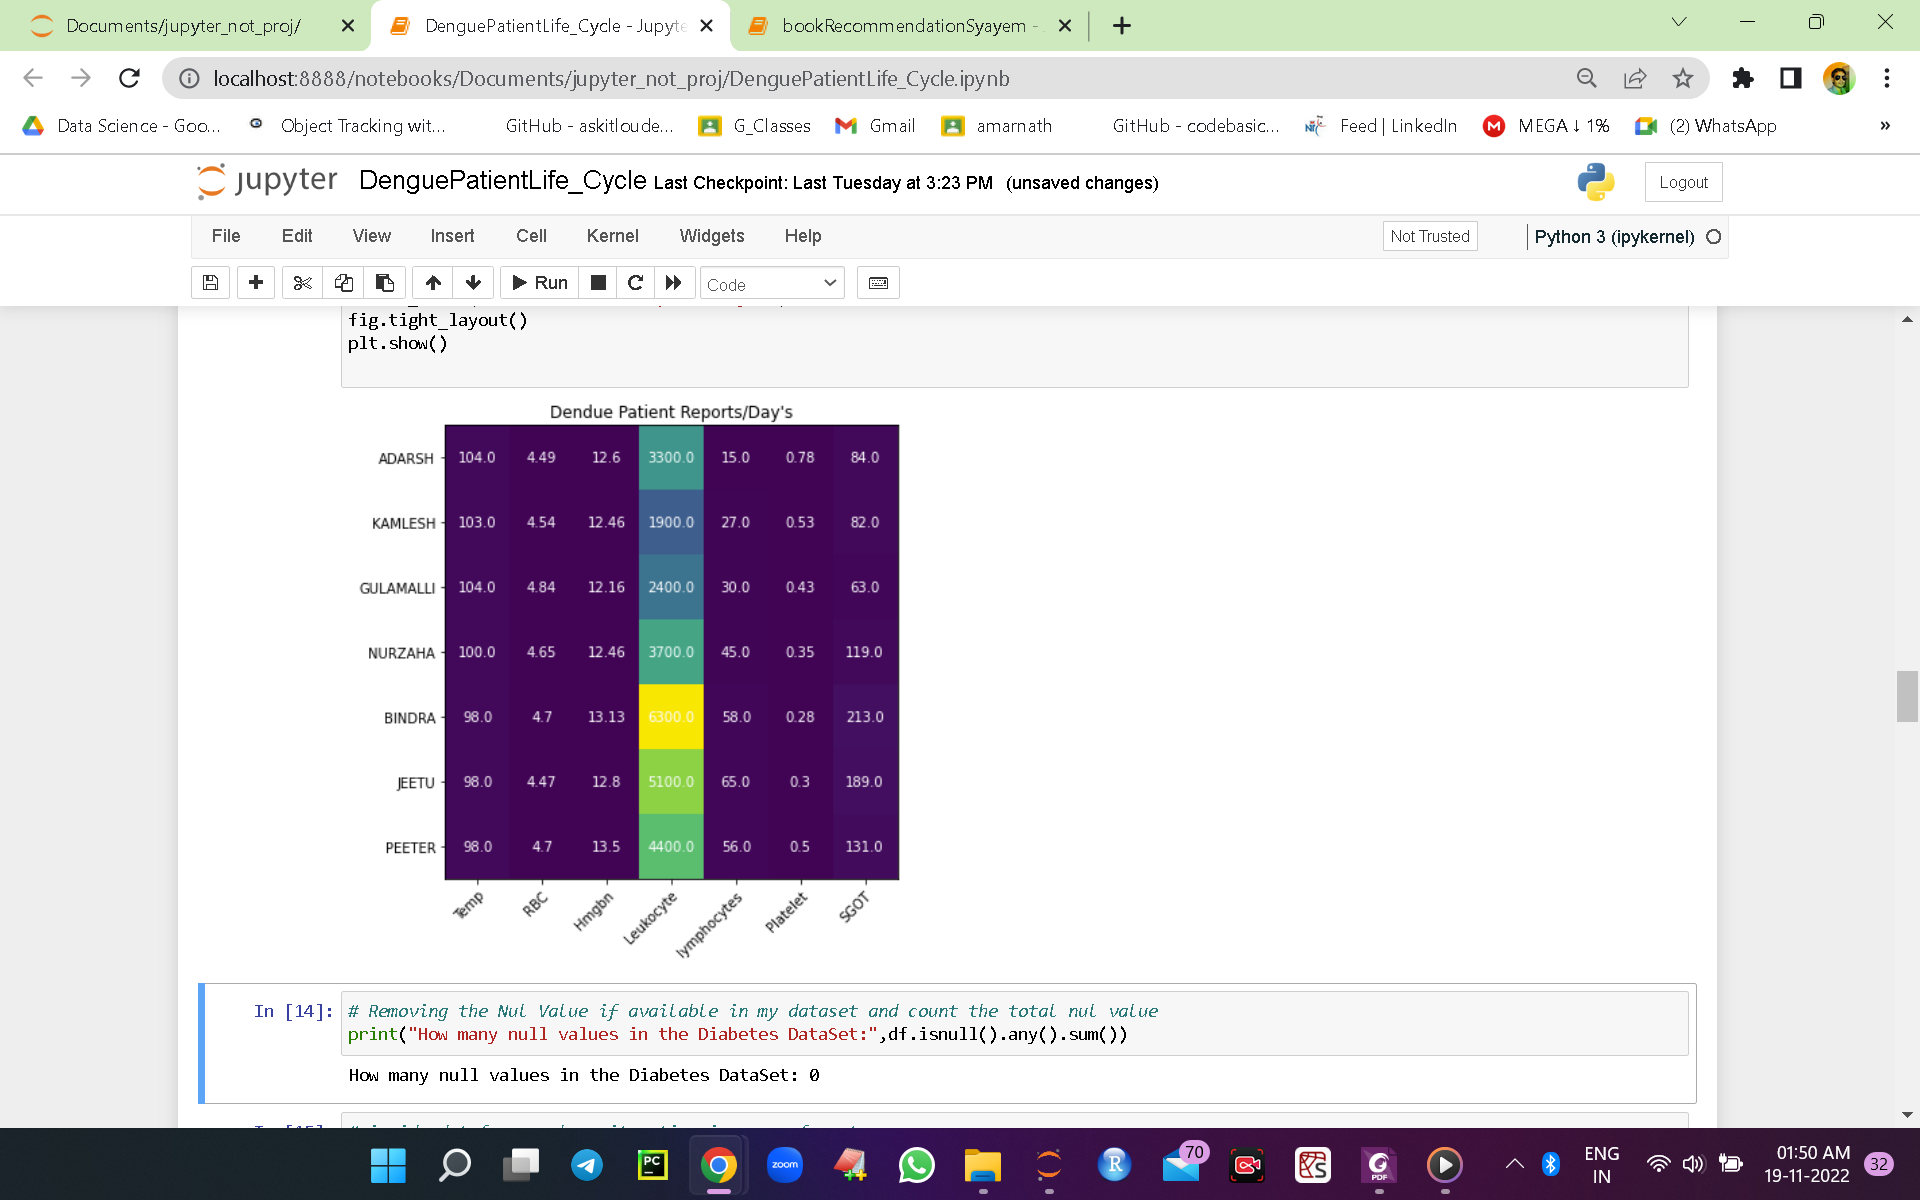 Documents/jupyter_not_proj/
DenguePatientLife_Cycle - Jupyte
bookRecommendationSyayem -
localhost:8888/notebooks/Documents/jupyter_not_proj/DenguePatientLife_Cycle.ipynb
Data Science - Goo... Object Tracking wit... GitHub - askitloude... G_Classes Gmail amarnath GitHub - codebasic... Feed | LinkedIn MEGA ↓ 1% (2) WhatsApp »
jupyter DenguePatientLife_Cycle Last Checkpoint: Last Tuesday at 3:23 PM (unsaved changes) Logout
File Edit View Insert Cell Kernel Widgets Help Not Trusted Python 3 (ipykernel)
Run Code
fig.tight_layout()
plt.show()
Dendue Patient Reports/Day's
ADARSH 104.0 4.49 12.6 3300.0 15.0 0.78 84.0
KAMLESH 103.0 4.54 12.46 1900.0 27.0 0.53 82.0
GULAMALLI 104.0 4.84 12.16 2400.0 30.0 0.43 63.0
NURZAHA 100.0 4.65 12.46 3700.0 45.0 0.35 119.0
BINDRA 98.0 4.7 13.13 6300.0 58.0 0.28 213.0
JEETU 98.0 4.47 12.8 5100.0 65.0 0.3 189.0
PEETER 98.0 4.7 13.5 4400.0 56.0 0.5 131.0
Temp RBC Hmgbn Leukocyte lymphocytes Platelet SGOT
In [14]: # Removing the Nul Value if available in my dataset and count the total nul value
print("How many null values in the Diabetes DataSet:",df.isnull().any().sum())
How many null values in the Diabetes DataSet: 0
PC zoom R 70 S PDF ENG 01:50 AM 32
IN 19-11-2022